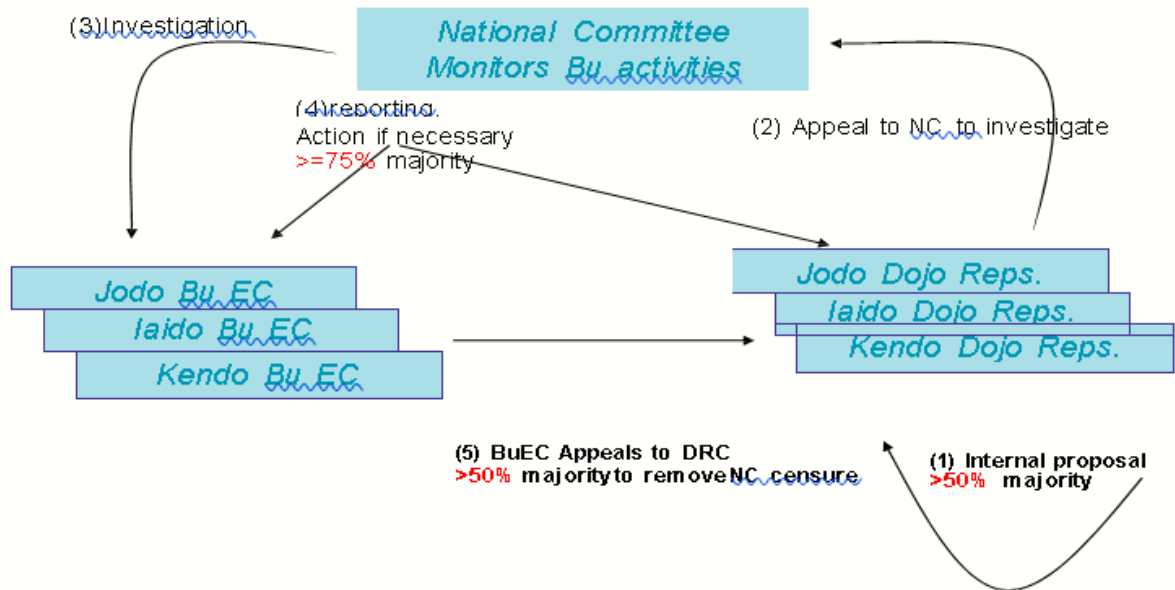 (3)Investigation
National Committee
Monitors Bu activities
(4)reporting.
Action if necessary
>=75% majority
(2) Appeal to NC to investigate
Jodo Bu EC
Iaido Bu EC
Kendo Bu EC
Jodo Dojo Reps.
Iaido Dojo Reps.
Kendo Dojo Reps.
(5) BuEC Appeals to DRC
>50% majority to remove NC censure
(1) Internal proposal
>50% majority